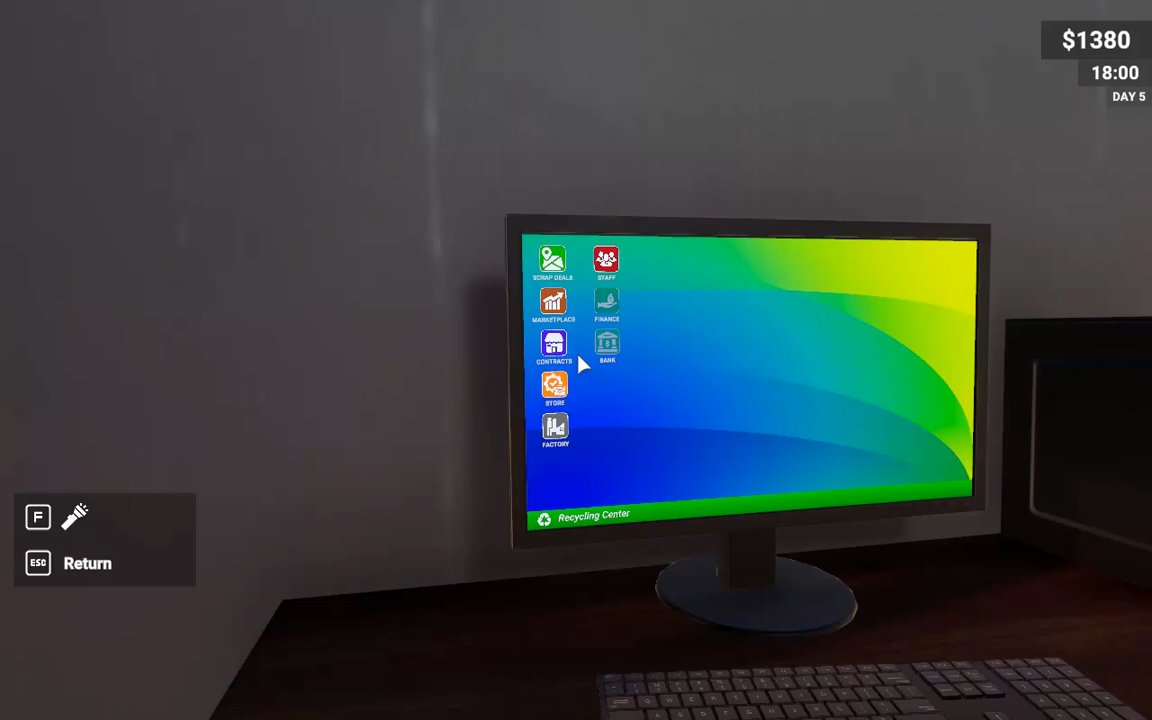 $1380
18:00
DAY 5
SCRAP DEALS
STAFF
MARKETPLACE
FINANCE
CONTRACTS
BANK
STORE
FACTORY
Recycling Center
F
ESC Return